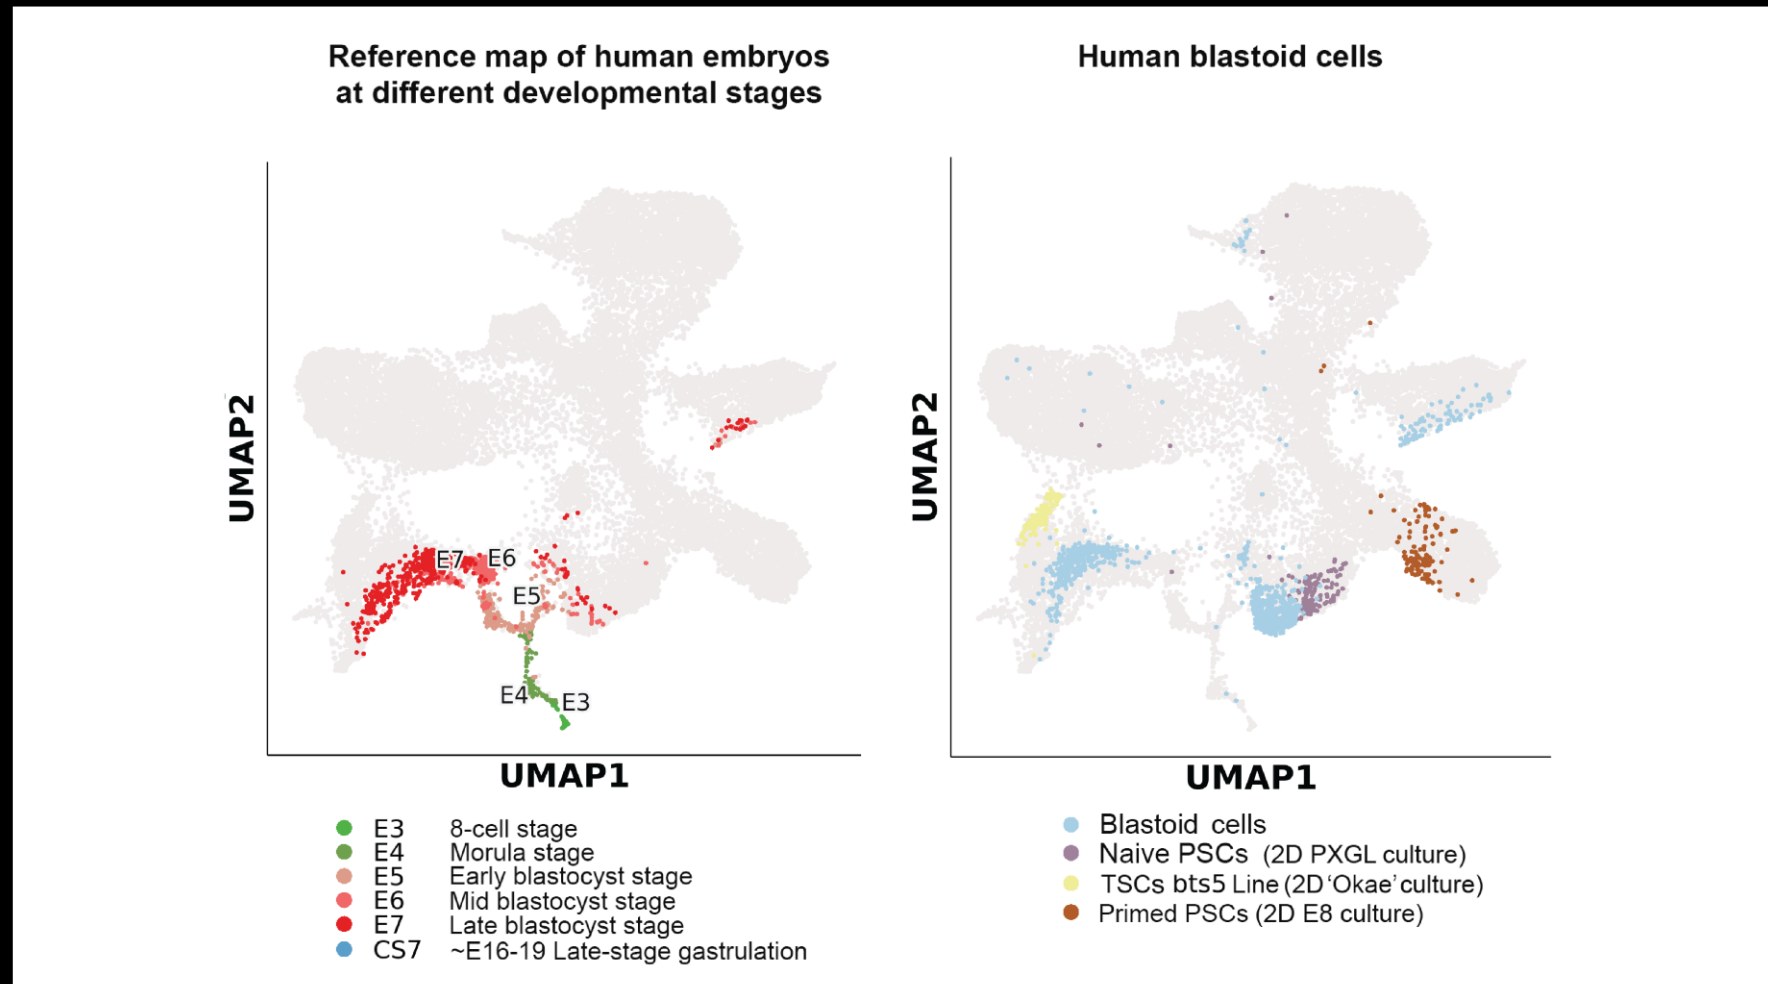 Reference map of human embryos
at different developmental stages
Human blastoid cells
UMAP2
E7
E6
E5
E4
E3
UMAP1
UMAP2
UMAP1
E3 8-cell stage
E4 Morula stage
E5 Early blastocyst stage
E6 Mid blastocyst stage
E7 Late blastocyst stage
CS7 ~E16-19 Late-stage gastrulation
Blastoid cells
Naive PSCs (2D PXGL culture)
TSCs bts5 Line (2D ‘Okae’ culture)
Primed PSCs (2D E8 culture)